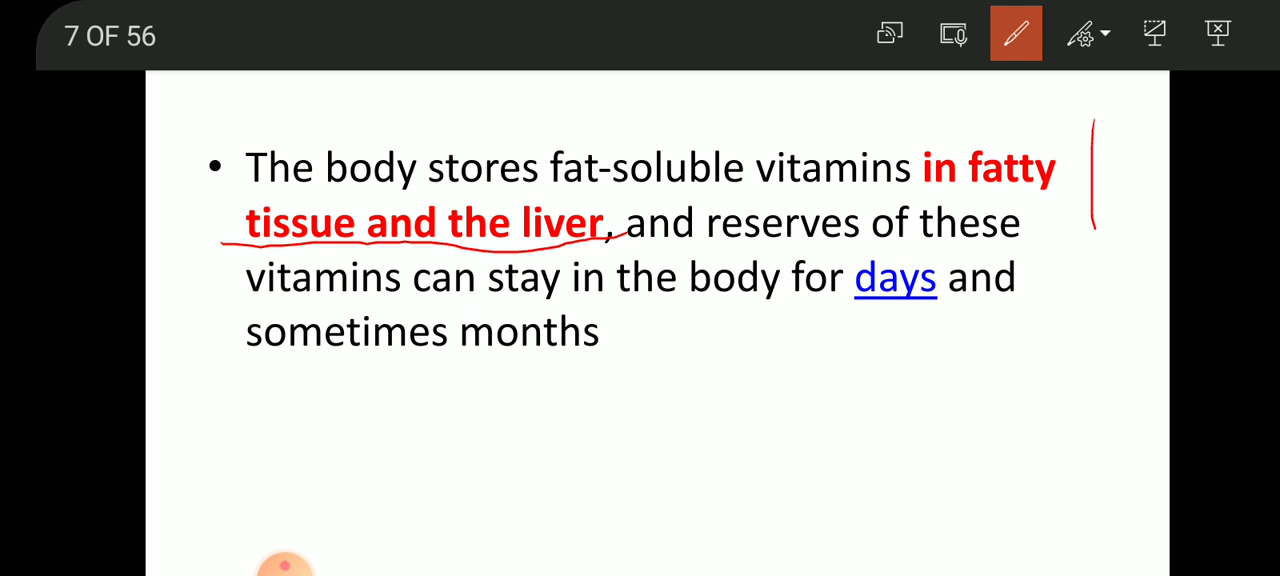 7 OF 56
• The body stores fat-soluble vitamins in fatty
tissue and the liver, and reserves of these
vitamins can stay in the body for days and
sometimes months